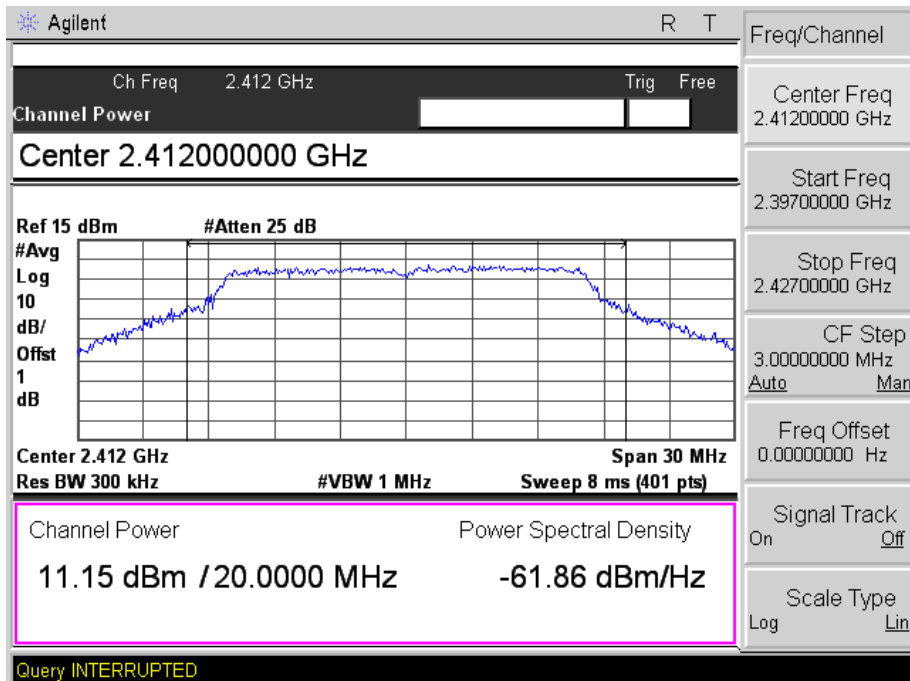 Agilent R T
Ch Freq 2.412 GHz Trig Free
Channel Power
Center 2.412000000 GHz
Ref 15 dBm #Atten 25 dB
#Avg
Log
10
dB/
Offst
1
dB
Center 2.412 GHz Span 30 MHz
Res BW 300 kHz #VBW 1 MHz Sweep 8 ms (401 pts)
Channel Power Power Spectral Density
11.15 dBm / 20.0000 MHz -61.86 dBm/Hz
Query INTERRUPTED
Freq/Channel
Center Freq
2.41200000 GHz
Start Freq
2.39700000 GHz
Stop Freq
2.42700000 GHz
CF Step
3.00000000 MHz
Auto Man
Freq Offset
0.00000000 Hz
Signal Track
On Off
Scale Type
Log Lin